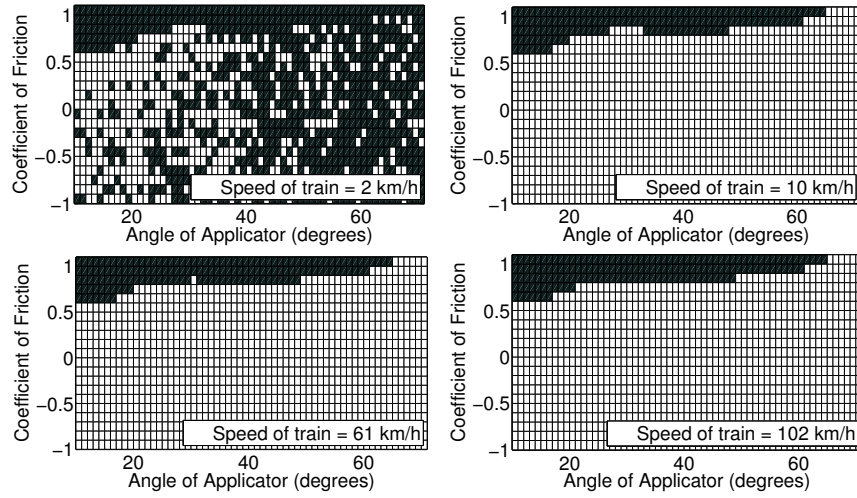 Coefficient of Friction
1
0.5
0
−0.5
−1
Speed of train = 2 km/h
20
40
60
Angle of Applicator (degrees)
Coefficient of Friction
1
0.5
0
−0.5
−1
Speed of train = 10 km/h
20
40
60
Angle of Applicator (degrees)
Coefficient of Friction
1
0.5
0
−0.5
−1
Speed of train = 61 km/h
20
40
60
Angle of Applicator (degrees)
Coefficient of Friction
1
0.5
0
−0.5
−1
Speed of train = 102 km/h
20
40
60
Angle of Applicator (degrees)